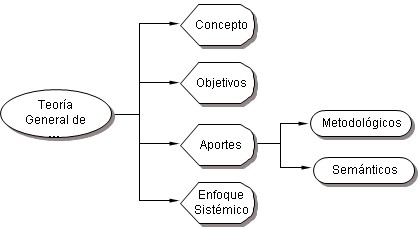 Concepto
Objetivos
Teoría
General de
...
Aportes
Metodológicos
Semánticos
Enfoque
Sistémico